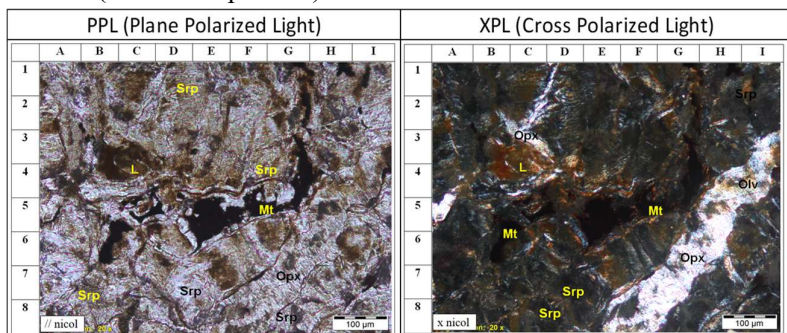 PPL (Plane Polarized Light)
XPL (Cross Polarized Light)
A B C D E F G H I
A B C D E F G H I
1
2
3
4
5
6
7
8
1
2
3
4
5
6
7
8
Srp
L
Srp
Mt
Opx
Srp
Srp
Srp
// nicol
20 x
100 µm
Srp
Opx
L
Olv
Mt
Mt
Opx
Srp
Srp
x nicol
20 x
100 µm